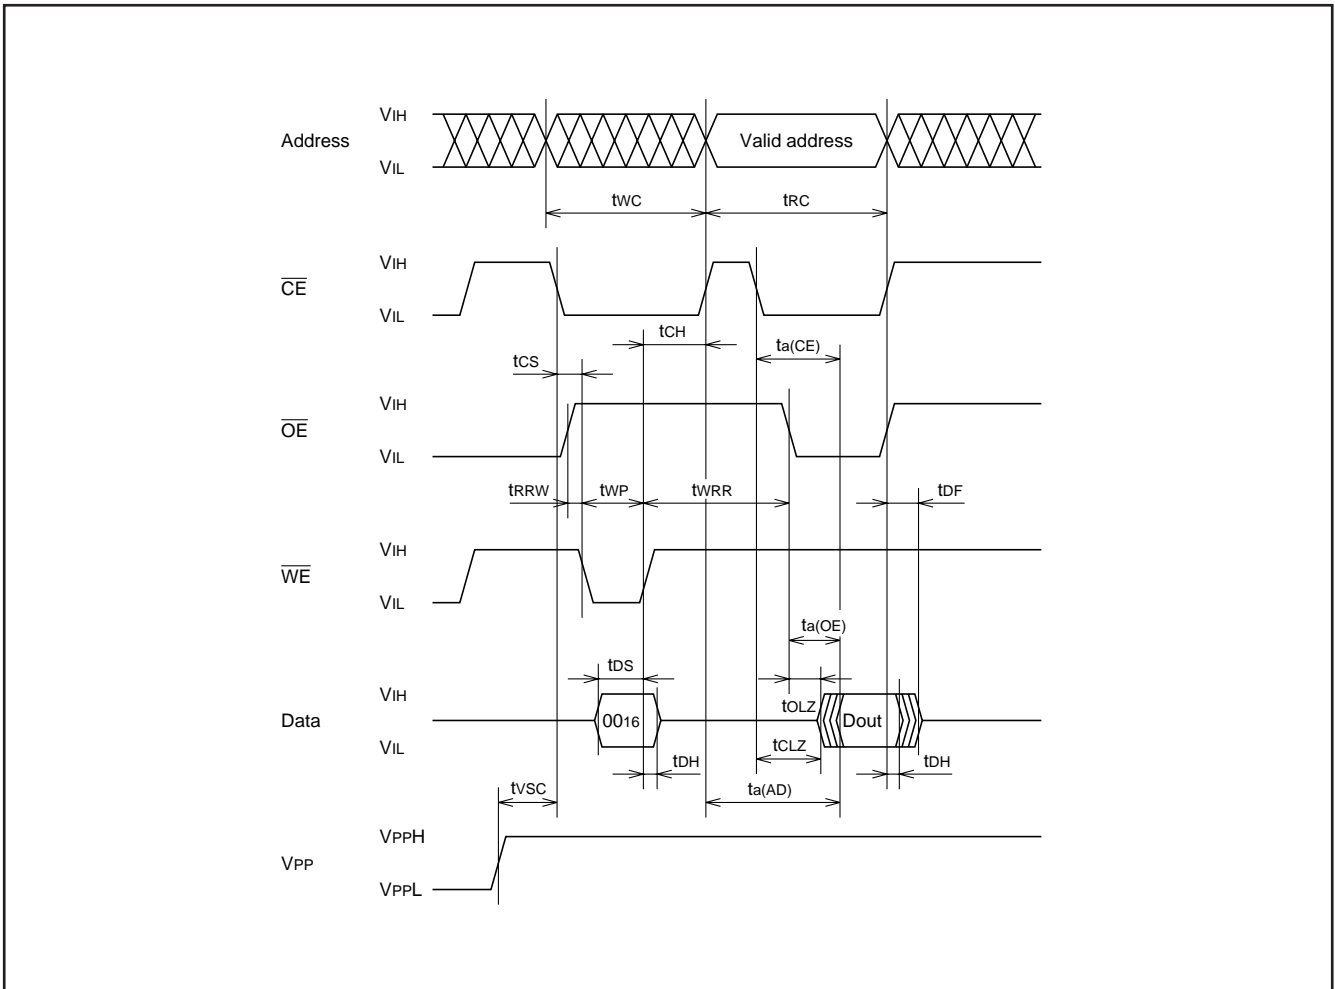 VIH
Address
Valid address
VIL
tWC
tRC
VIH
CE
VIL
tCH
ta(CE)
tCS
VIH
OE
VIL
tRRW
tWP
tWRR
tDF
VIH
WE
VIL
ta(OE)
tDS
VIH
tOLZ
Data
0016
Dout
VIL
tCLZ
tDH
tDH
tVSC
ta(AD)
VPPH
VPP
VPPL